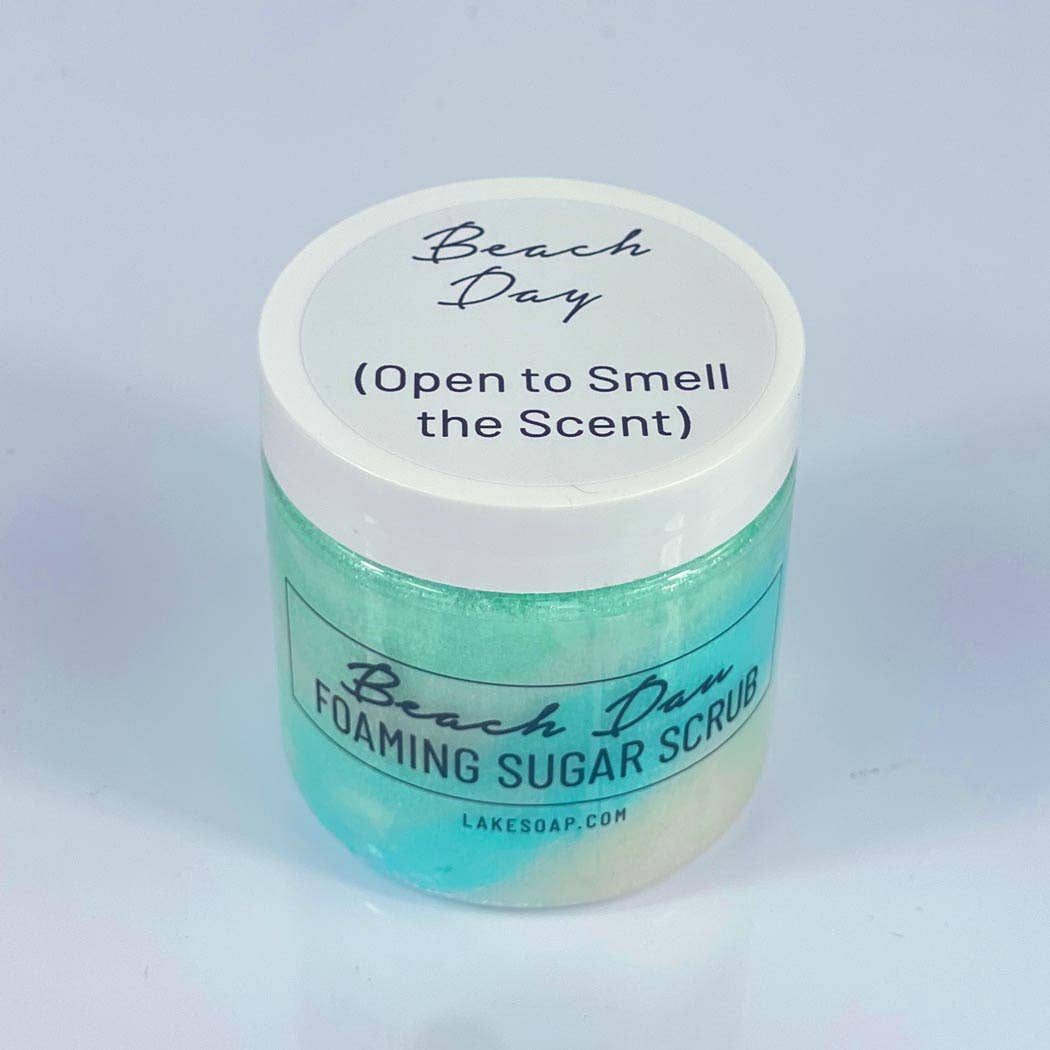 Beach
Day
(Open to Smell
the Scent)
Beach Day
FOAMING SUGAR SCRUB
LAKESOAP.COM